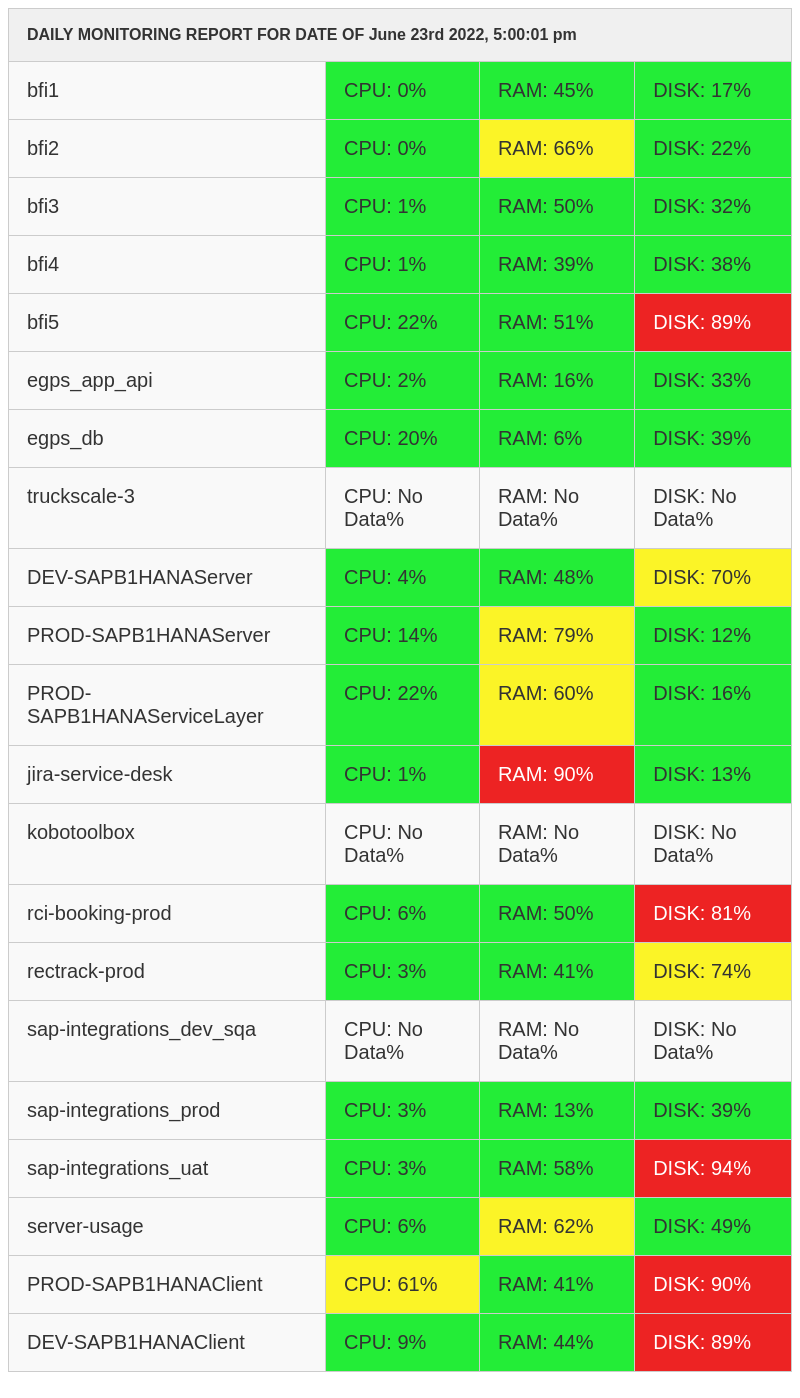 DAILY MONITORING REPORT FOR DATE OF June 23rd 2022, 5:00:01 pm
bfi1 CPU: 0% RAM: 45% DISK: 17%
bfi2 CPU: 0% RAM: 66% DISK: 22%
bfi3 CPU: 1% RAM: 50% DISK: 32%
bfi4 CPU: 1% RAM: 39% DISK: 38%
bfi5 CPU: 22% RAM: 51% DISK: 89%
egps_app_api CPU: 2% RAM: 16% DISK: 33%
egps_db CPU: 20% RAM: 6% DISK: 39%
truckscale-3 CPU: No RAM: No DISK: No
Data% Data% Data%
DEV-SAPB1HANAServer CPU: 4% RAM: 48% DISK: 70%
PROD-SAPB1HANAServer CPU: 14% RAM: 79% DISK: 12%
PROD- CPU: 22% RAM: 60% DISK: 16%
SAPB1HANAServiceLayer
jira-service-desk CPU: 1% RAM: 90% DISK: 13%
kobotoolbox CPU: No RAM: No DISK: No
Data% Data% Data%
rci-booking-prod CPU: 6% RAM: 50% DISK: 81%
rectrack-prod CPU: 3% RAM: 41% DISK: 74%
sap-integrations_dev_sqa CPU: No RAM: No DISK: No
Data% Data% Data%
sap-integrations_prod CPU: 3% RAM: 13% DISK: 39%
sap-integrations_uat CPU: 3% RAM: 58% DISK: 94%
server-usage CPU: 6% RAM: 62% DISK: 49%
PROD-SAPB1HANAClient CPU: 61% RAM: 41% DISK: 90%
DEV-SAPB1HANAClient CPU: 9% RAM: 44% DISK: 89%